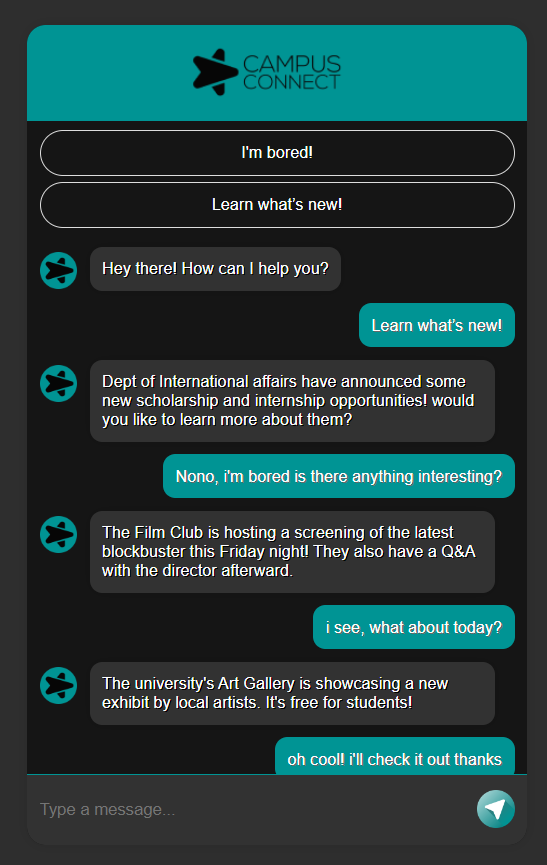 CAMPUS
CONNECT
I'm bored!
Learn what's new!
Hey there! How can I help you?
Learn what's new!
Dept of International affairs have announced some
new scholarship and internship opportunities! would
you like to learn more about them?
Nono, i'm bored is there anything interesting?
The Film Club is hosting a screening of the latest
blockbuster this Friday night! They also have a Q&A
with the director afterward.
i see, what about today?
The university's Art Gallery is showcasing a new
exhibit by local artists. It's free for students!
oh cool! i'll check it out thanks
Type a message...